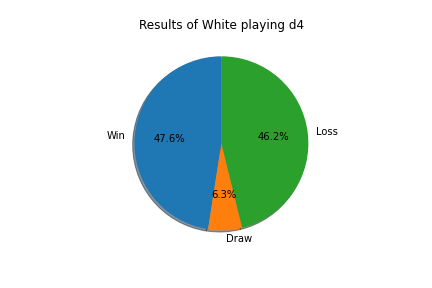 Results of White playing d4
Win
47.6%
46.2%
Loss
6.3%
Draw